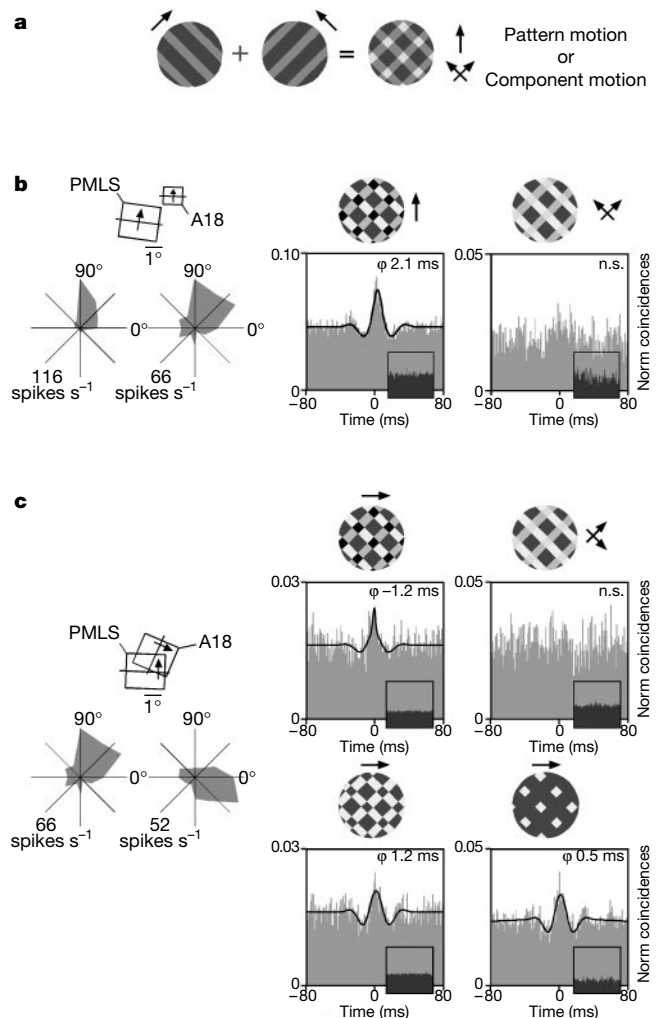 a
+
=
Pattern motion
or
Component motion
b
PMLS
A18
1°
90°
0°
116
spikes s⁻¹
90°
0°
66
spikes s⁻¹
0.10
φ 2.1 ms
0
−80
0
80
Time (ms)
0.05
n.s.
0
−80
0
80
Time (ms)
Norm coincidences
c
PMLS
A18
1°
90°
0°
66
spikes s⁻¹
90°
0°
52
spikes s⁻¹
0.03
φ −1.2 ms
0
−80
0
80
Time (ms)
0.05
n.s.
0
−80
0
80
Time (ms)
Norm coincidences
0.03
φ 1.2 ms
0
−80
0
80
Time (ms)
0.05
φ 0.5 ms
0
−80
0
80
Time (ms)
Norm coincidences